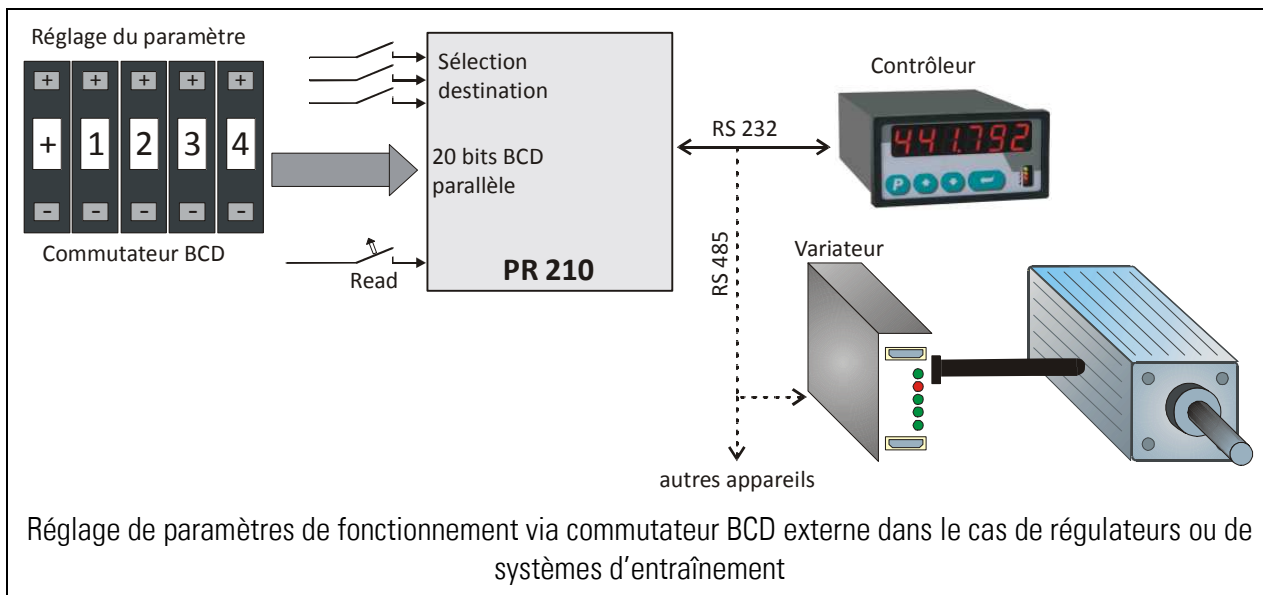 Réglage du paramètre
+ + + + +
+ 1 2 3 4
- - - - -
Commutateur BCD
Sélection
destination
20 bits BCD
parallèle
Read
PR 210
RS 232
RS 485
Contrôleur
441.792
P
Variateur
autres appareils
Réglage de paramètres de fonctionnement via commutateur BCD externe dans le cas de régulateurs ou de
systèmes d'entraînement